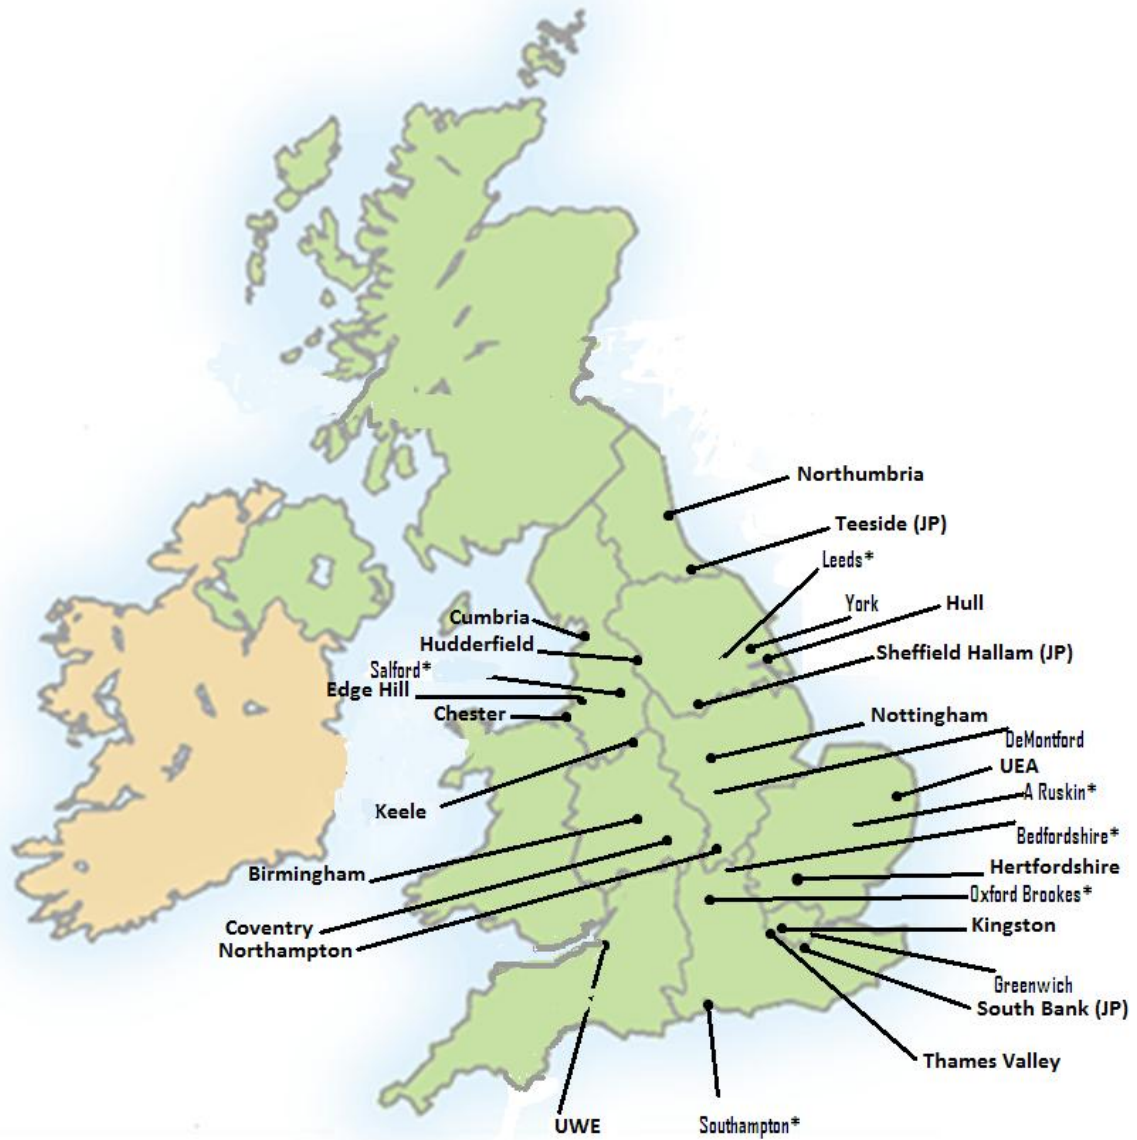 Northumbria
Teeside (JP)
Leeds*
York
Hull
Cumbria
Hudderfield
Sheffield Hallam (JP)
Salford*
Edge Hill
Chester
Nottingham
DeMontford
UEA
A Ruskin*
Keele
Bedfordshire*
Hertfordshire
Birmingham
Oxford Brookes*
Coventry
Kingston
Northampton
Greenwich
South Bank (JP)
Thames Valley
UWE
Southampton*